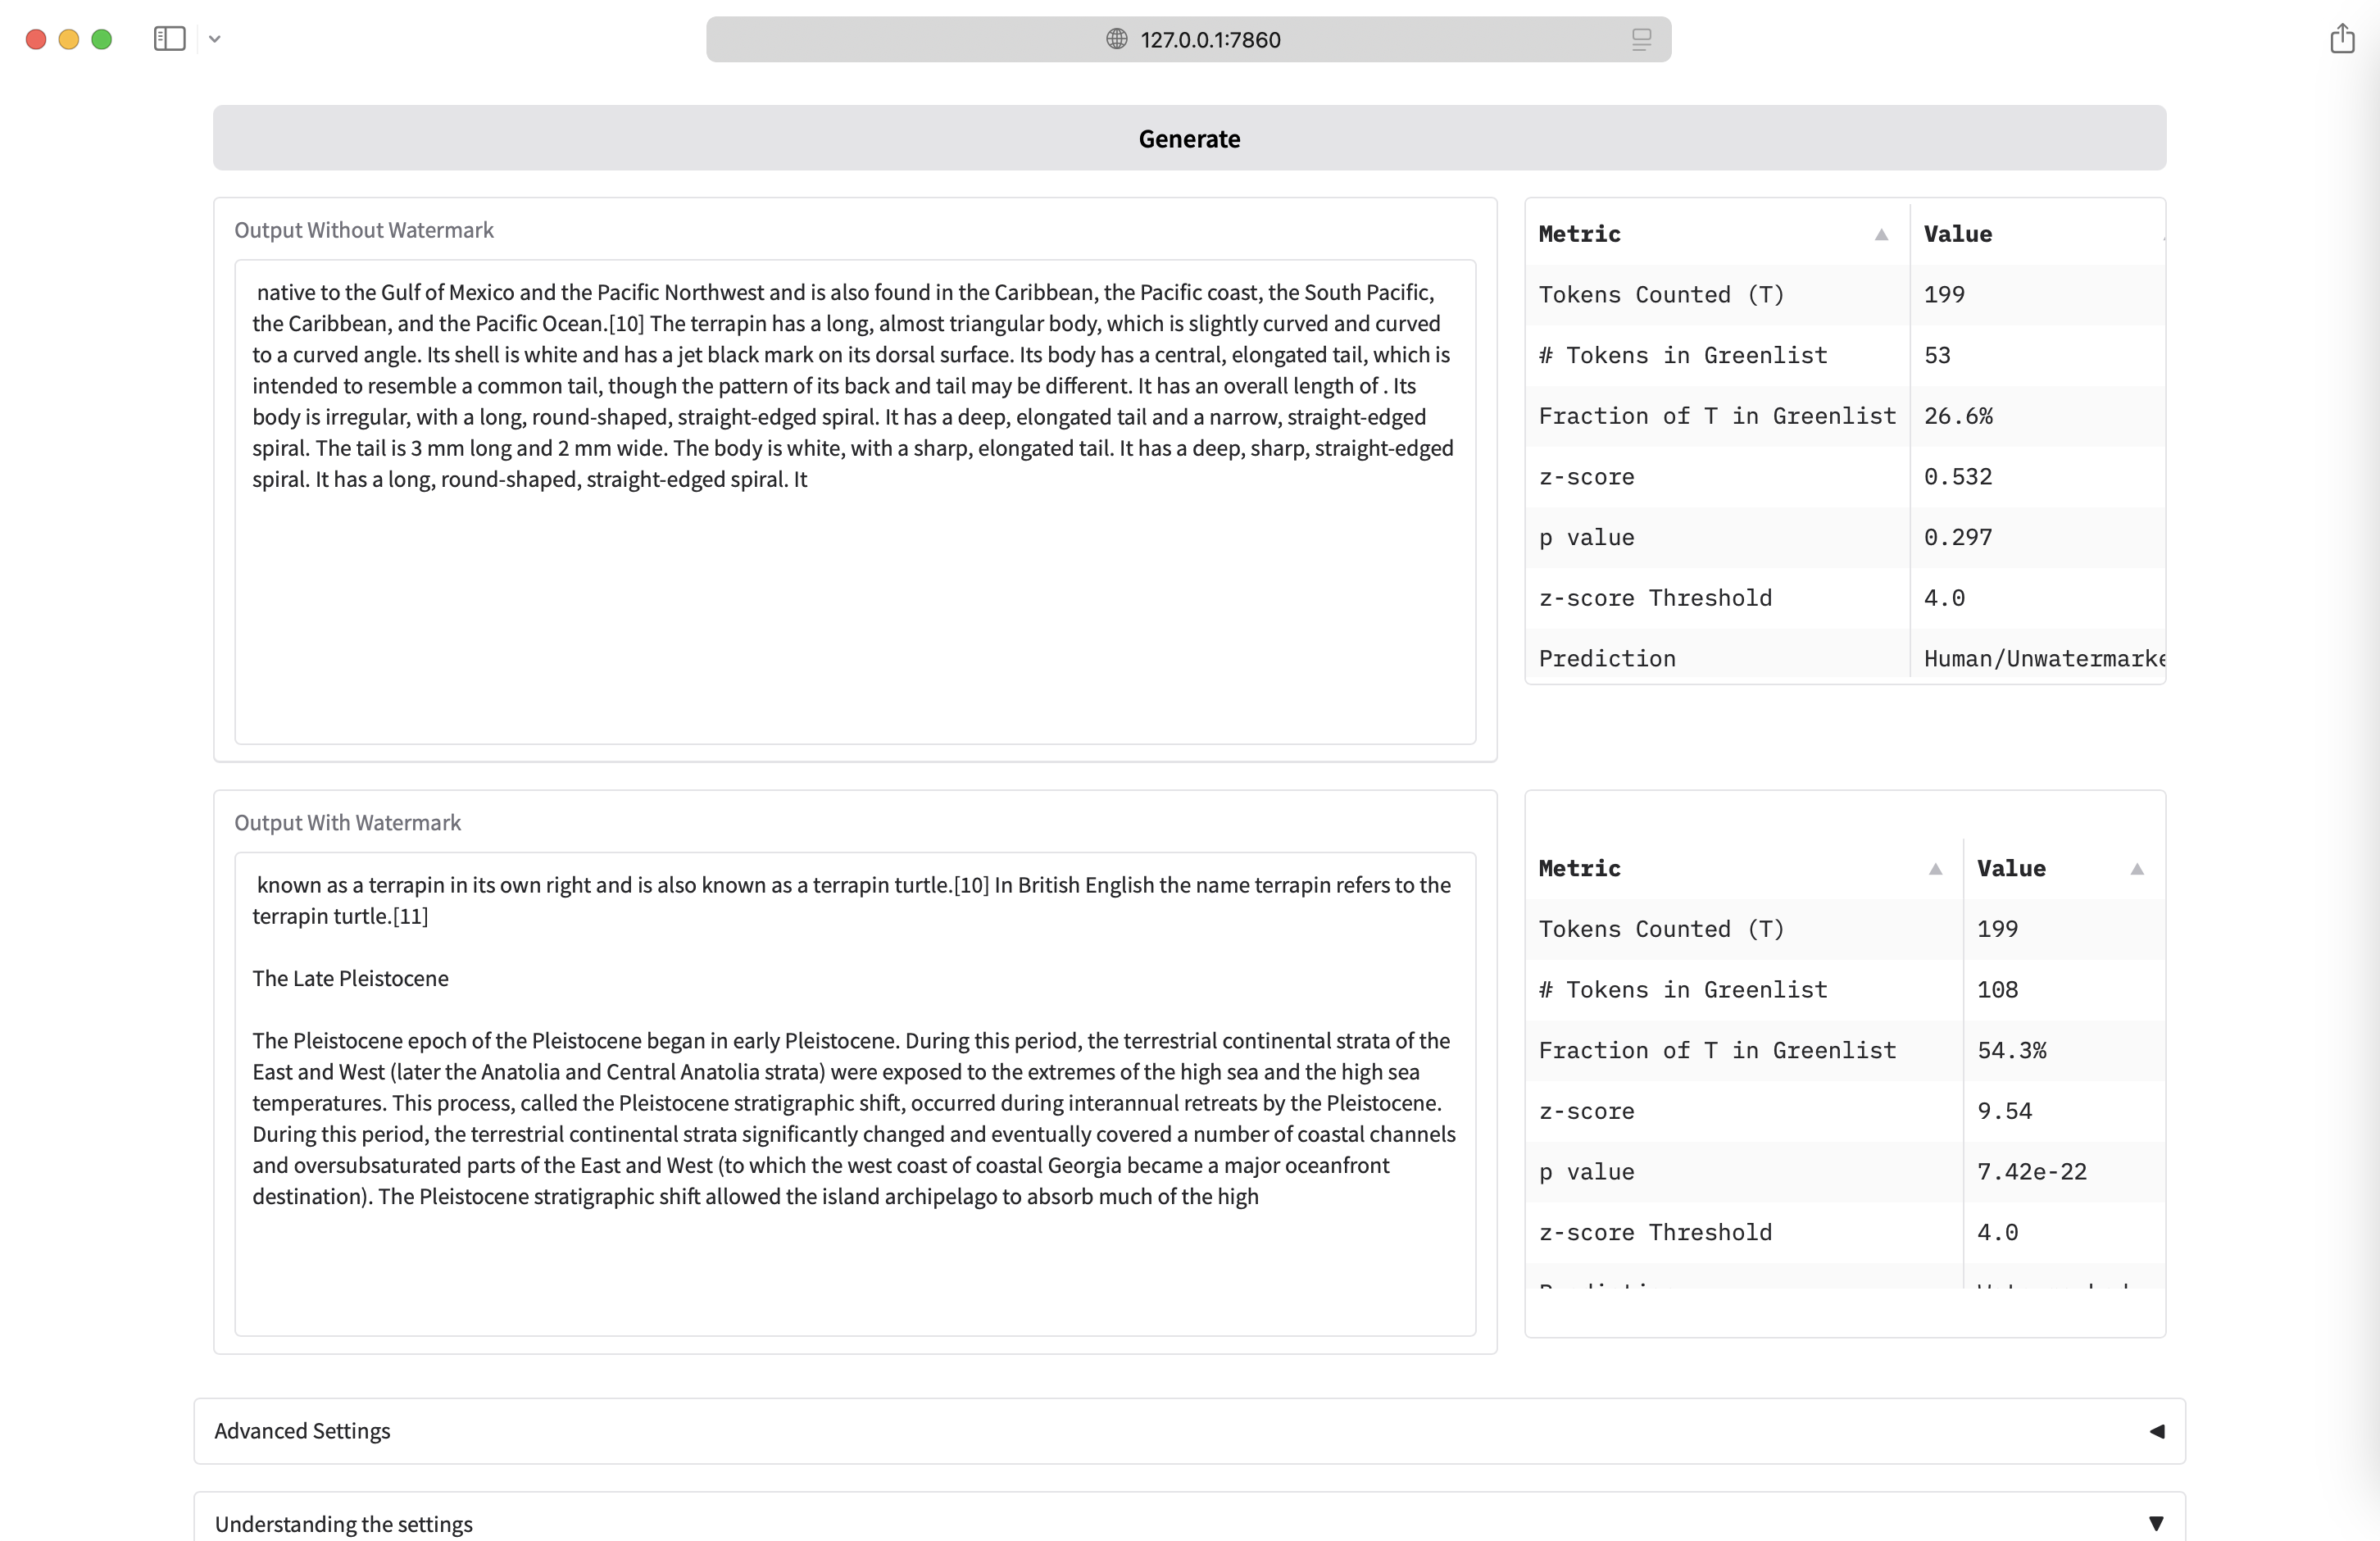 127.0.0.1:7860
Generate
Output Without Watermark
native to the Gulf of Mexico and the Pacific Northwest and is also found in the Caribbean, the Pacific coast, the South Pacific,
the Caribbean, and the Pacific Ocean.[10] The terrapin has a long, almost triangular body, which is slightly curved and curved
to a curved angle. Its shell is white and has a jet black mark on its dorsal surface. Its body has a central, elongated tail, which is
intended to resemble a common tail, though the pattern of its back and tail may be different. It has an overall length of . Its
body is irregular, with a long, round-shaped, straight-edged spiral. It has a deep, elongated tail and a narrow, straight-edged
spiral. The tail is 3 mm long and 2 mm wide. The body is white, with a sharp, elongated tail. It has a deep, sharp, straight-edged
spiral. It has a long, round-shaped, straight-edged spiral. It
Metric Value
Tokens Counted (T) 199
# Tokens in Greenlist 53
Fraction of T in Greenlist 26.6%
z-score 0.532
p value 0.297
z-score Threshold 4.0
Prediction Human/Unwatermarke
Output With Watermark
known as a terrapin in its own right and is also known as a terrapin turtle.[10] In British English the name terrapin refers to the
terrapin turtle.[11]
The Late Pleistocene
The Pleistocene epoch of the Pleistocene began in early Pleistocene. During this period, the terrestrial continental strata of the
East and West (later the Anatolia and Central Anatolia strata) were exposed to the extremes of the high sea and the high sea
temperatures. This process, called the Pleistocene stratigraphic shift, occurred during interannual retreats by the Pleistocene.
During this period, the terrestrial continental strata significantly changed and eventually covered a number of coastal channels
and oversubsaturated parts of the East and West (to which the west coast of coastal Georgia became a major oceanfront
destination). The Pleistocene stratigraphic shift allowed the island archipelago to absorb much of the high
Metric Value
Tokens Counted (T) 199
# Tokens in Greenlist 108
Fraction of T in Greenlist 54.3%
z-score 9.54
p value 7.42e-22
z-score Threshold 4.0
Advanced Settings
Understanding the settings